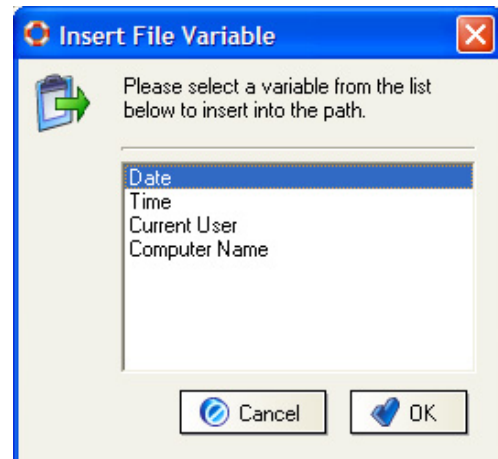 Insert File Variable
Please select a variable from the list
below to insert into the path.
Date
Time
Current User
Computer Name
Cancel
OK